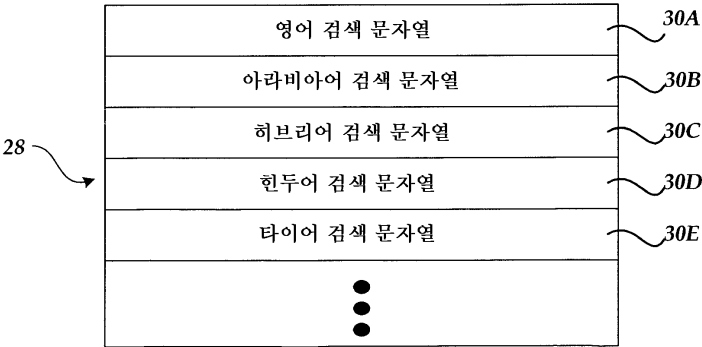 영어 검색 문자열 30A
아라비아어 검색 문자열 30B
히브리어 검색 문자열 30C
28
힌두어 검색 문자열 30D
타이어 검색 문자열 30E